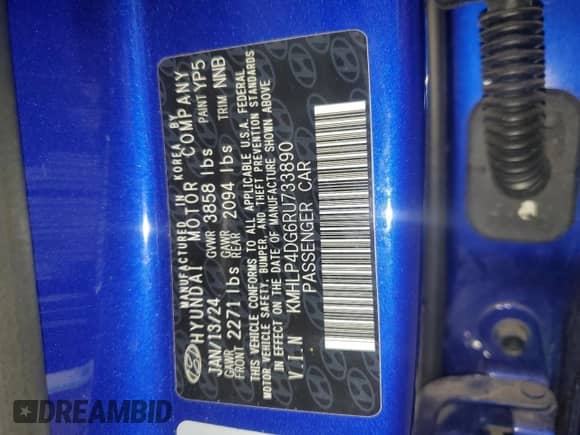 MANUFACTURED IN KOREA BY
HYUNDAI MOTOR COMPANY
JAN/13/24 GVWR 3858 lbs PAINT YP5
GAWR FRONT 2271 lbs GAWR REAR 2094 lbs TRIM NNB
THIS VEHICLE CONFORMS TO ALL APPLICABLE U.S.A. FEDERAL
MOTOR VEHICLE SAFETY, BUMPER, AND THEFT PREVENTION STANDARDS
IN EFFECT ON THE DATE OF MANUFACTURE SHOWN ABOVE
V.I.N KMHLP4DG6RU733890
PASSENGER CAR
DREAMBID